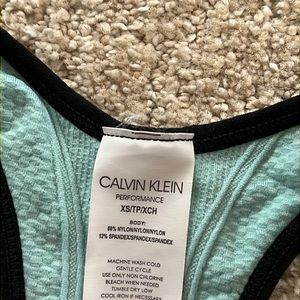 CALVIN KLEIN
PERFORMANCE
XS/TP/XCH
BODY:
88% NYLON/NYLON/NYLON
12% SPANDEX/SPANDEX/SPANDEX
MACHINE WASH COLD
GENTLE CYCLE
USE ONLY NON CHLORINE
BLEACH WHEN NEEDED
TUMBLE DRY LOW
COOL IRON IF NECESSARY